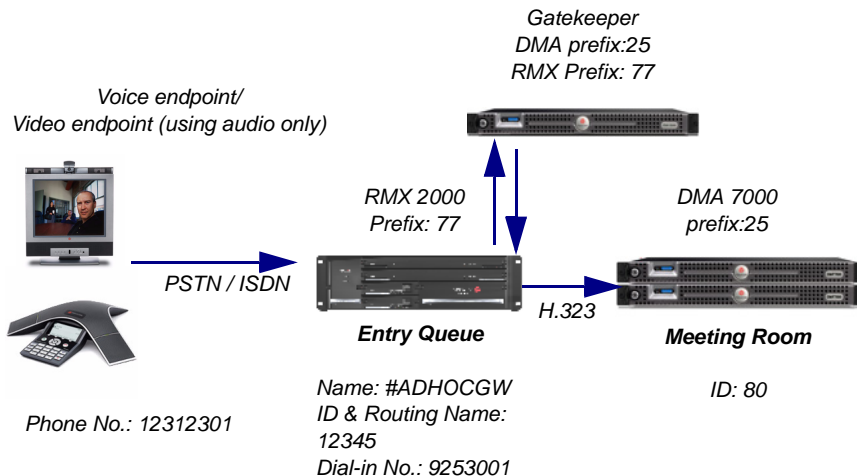 Gatekeeper
DMA prefix:25
RMX Prefix: 77
Voice endpoint/
Video endpoint (using audio only)
RMX 2000
Prefix: 77
DMA 7000
prefix:25
PSTN / ISDN
H.323
Entry Queue
Meeting Room
Name: #ADHOCGW
ID & Routing Name:
12345
Dial-in No.: 9253001
ID: 80
Phone No.: 12312301